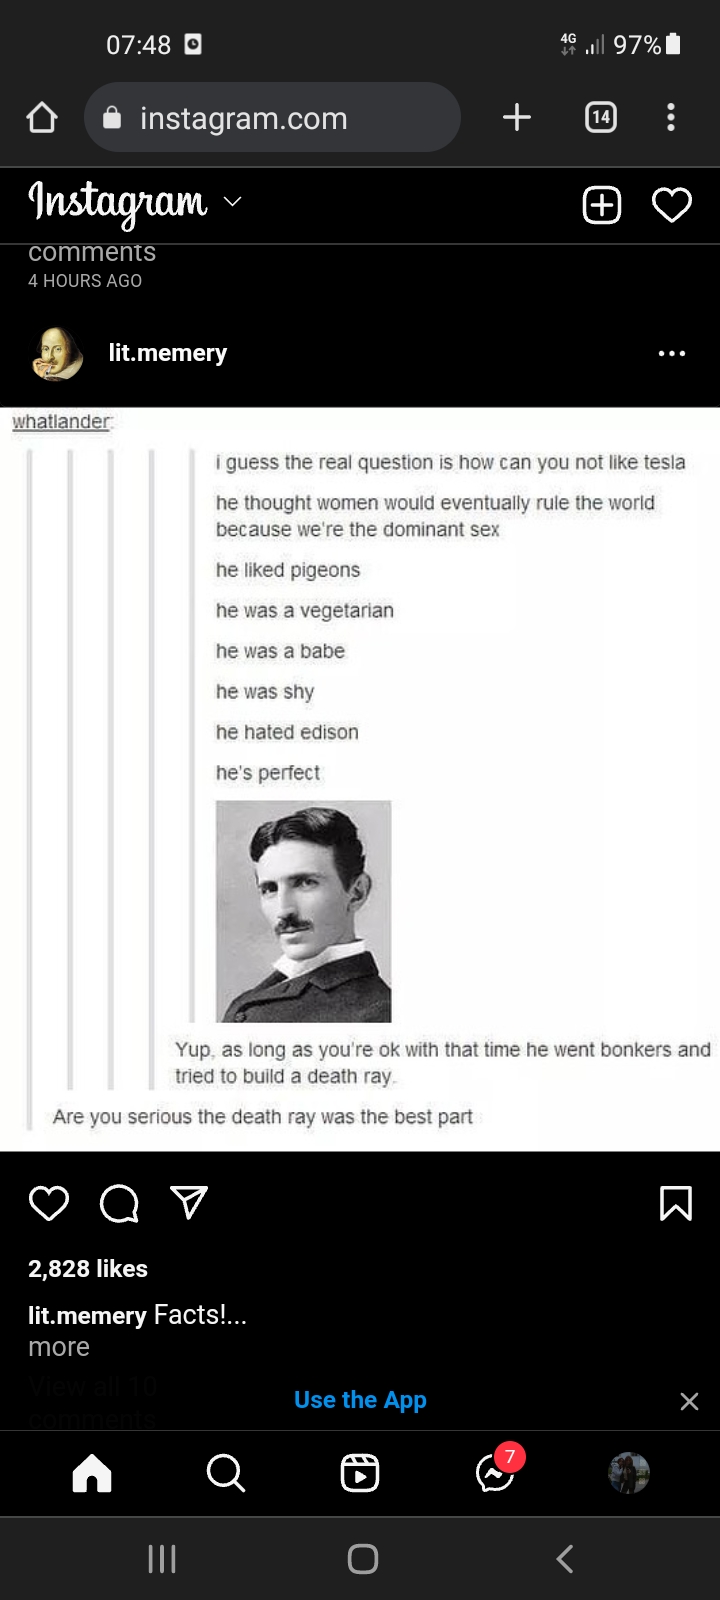 07:48
4G
97%
instagram.com
14
Instagram
comments
4 HOURS AGO
lit.memery
whatlander:
i guess the real question is how can you not like tesla
he thought women would eventually rule the world
because we're the dominant sex
he liked pigeons
he was a vegetarian
he was a babe
he was shy
he hated edison
he's perfect
Yup, as long as you're ok with that time he went bonkers and
tried to build a death ray.
Are you serious the death ray was the best part
2,828 likes
lit.memery Facts!...
more
View all 10
comments
Use the App
7